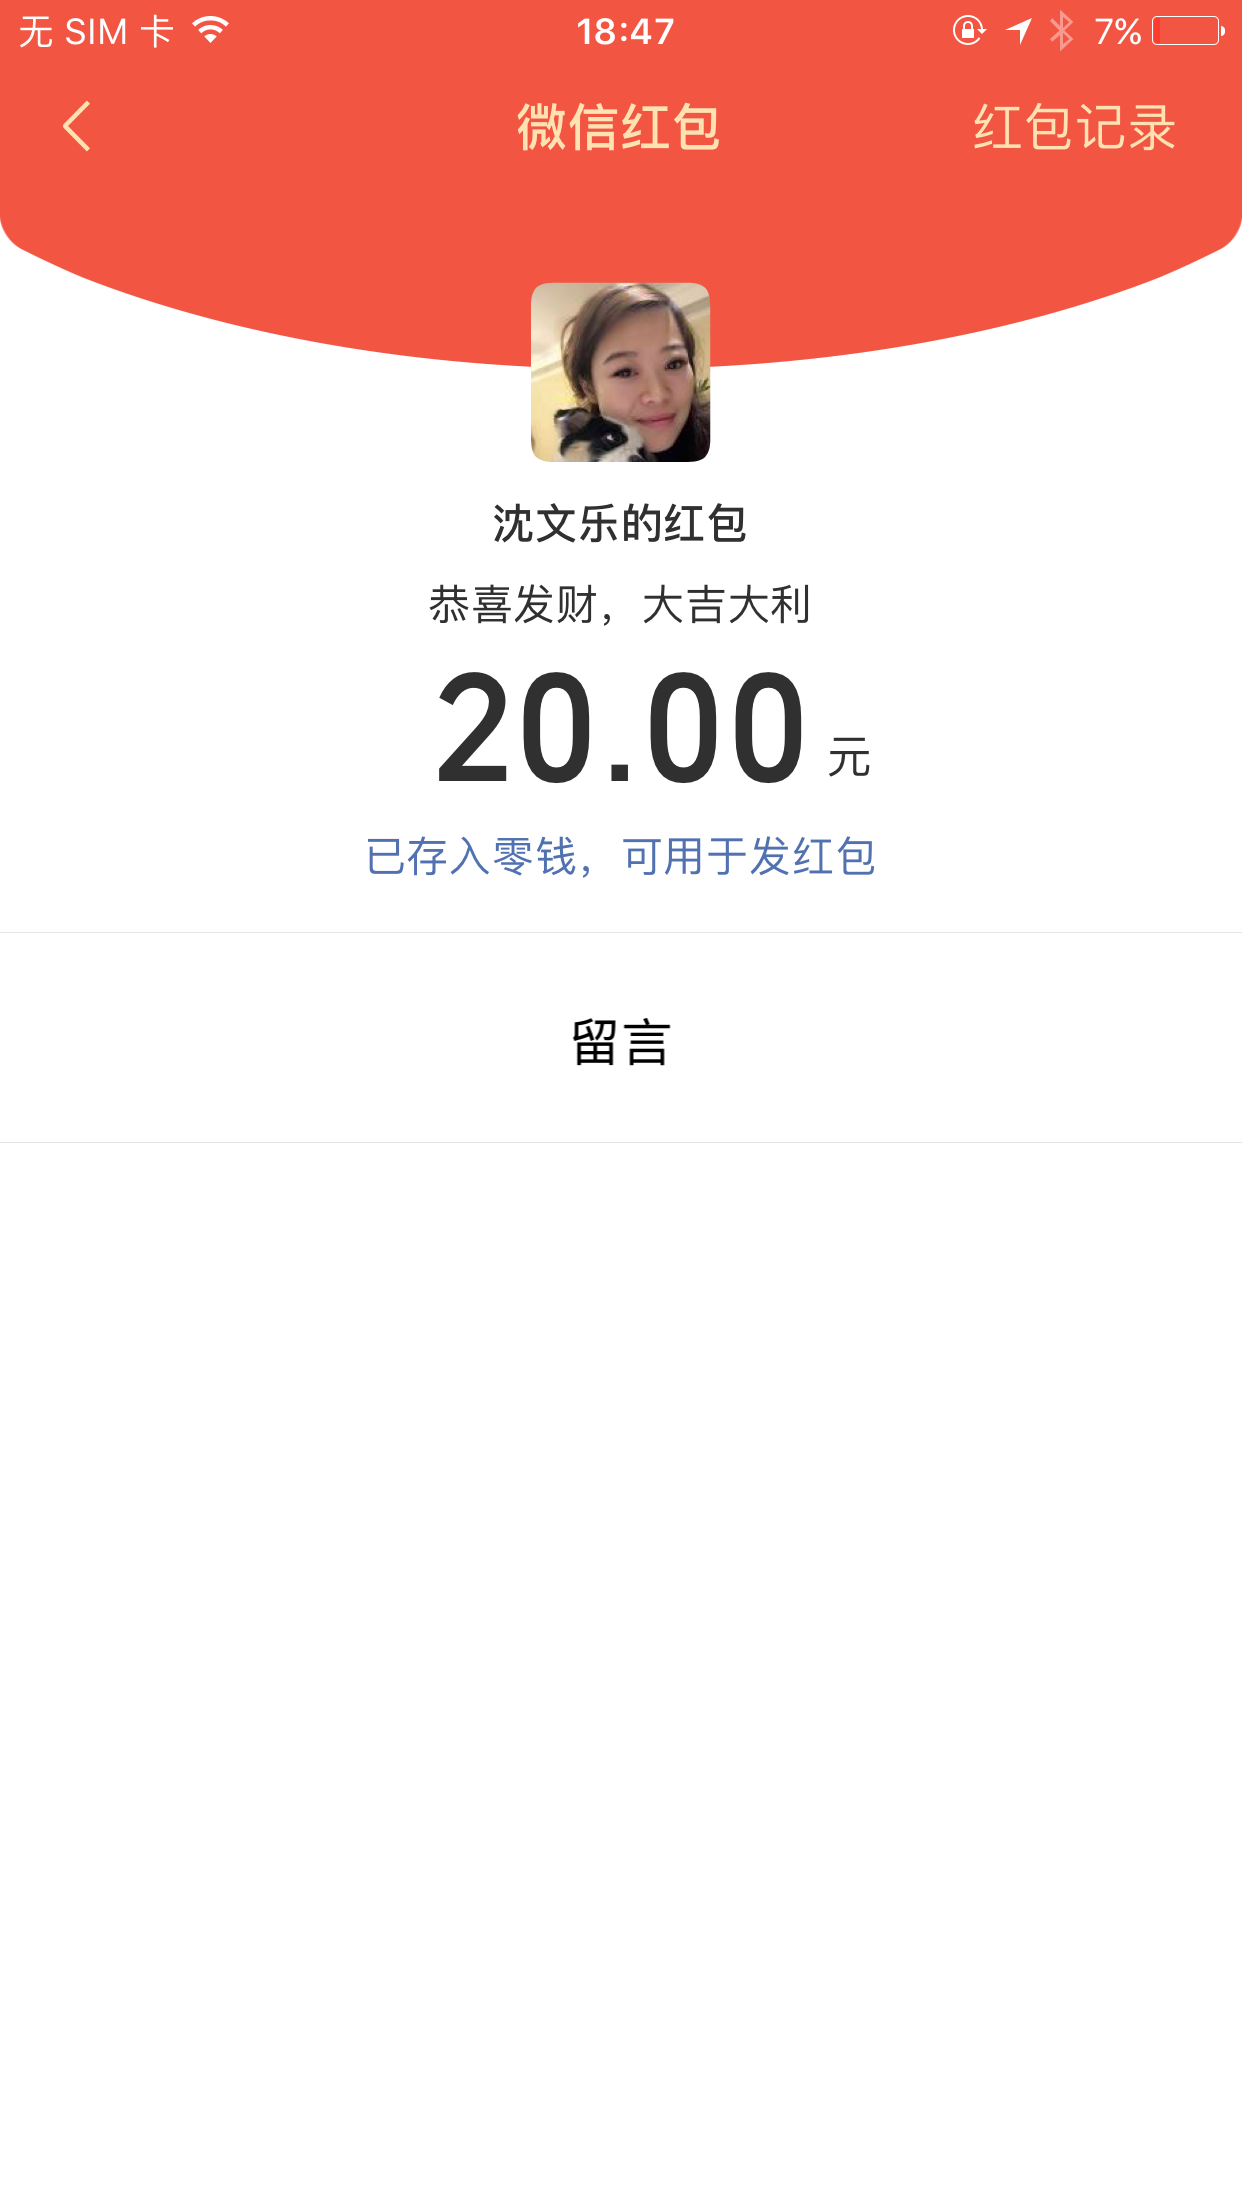 无 SIM 卡
18:47
7%
微信红包
红包记录
沈文乐的红包
恭喜发财，大吉大利
20.00 元
已存入零钱，可用于发红包
留言